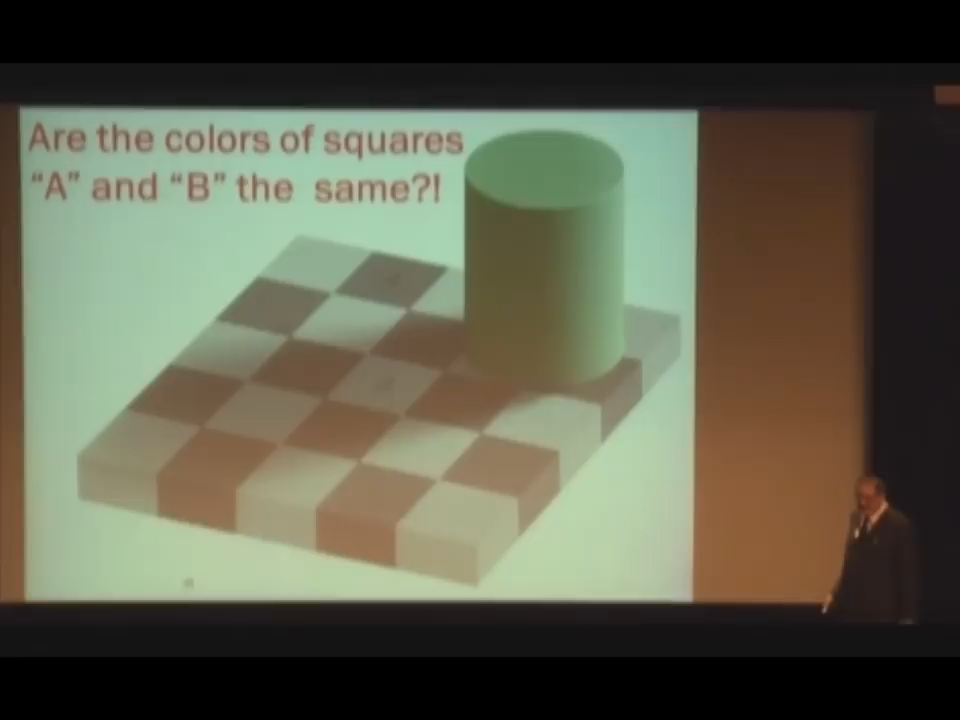 Are the colors of squares
“A” and “B” the same?!
A